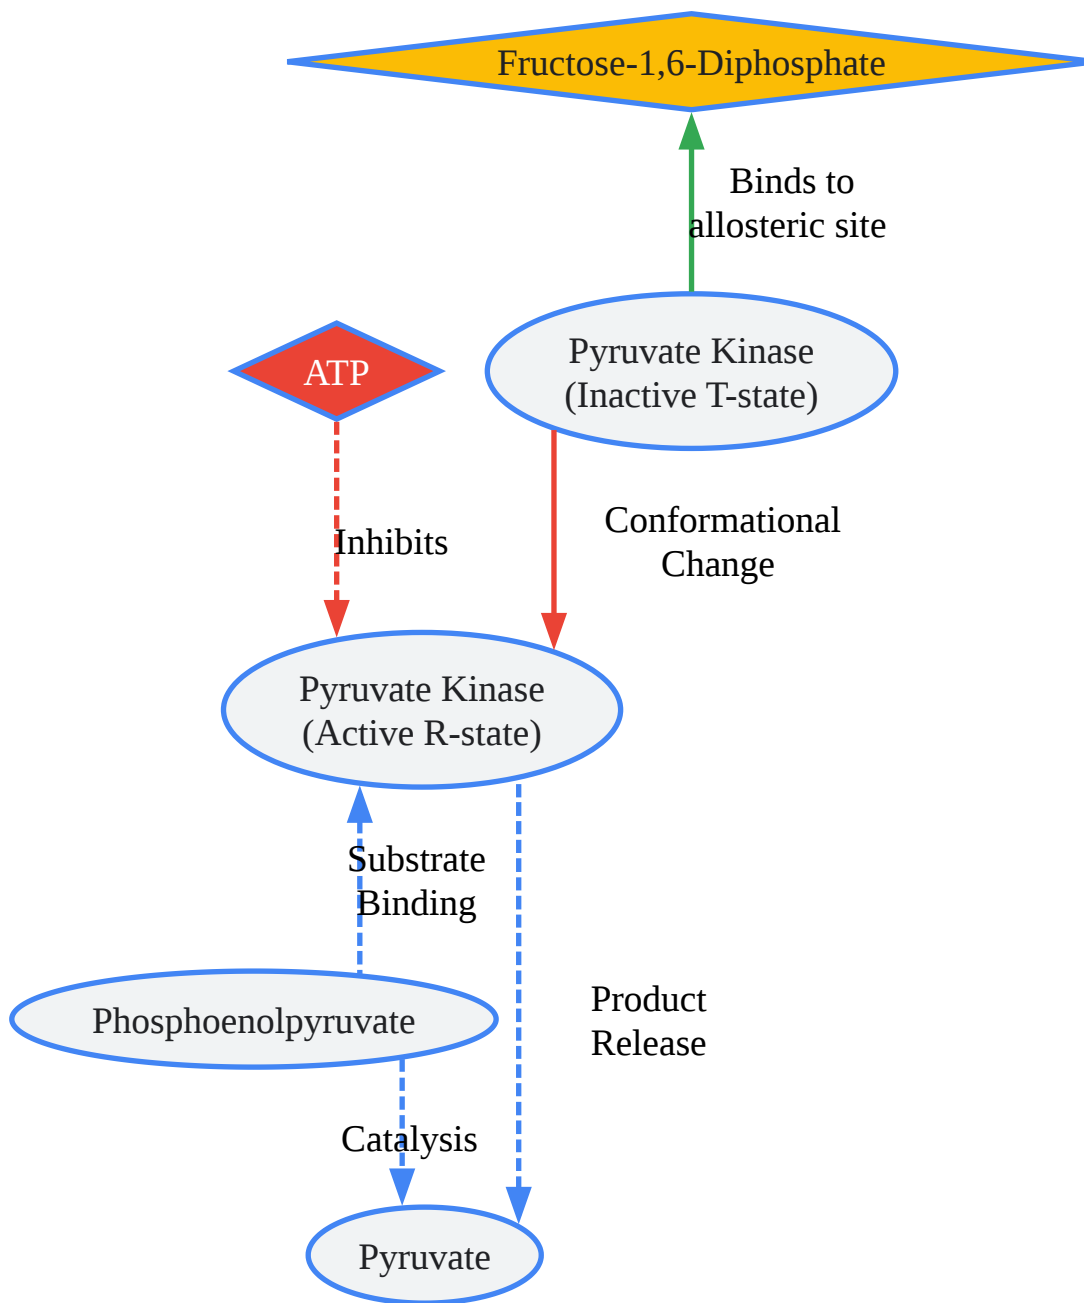 Fructose-1,6-Diphosphate
Binds to
allosteric site
ATP
Pyruvate Kinase
(Inactive T-state)
Inhibits
Conformational
Change
Pyruvate Kinase
(Active R-state)
Substrate
Binding
Phosphoenolpyruvate
Product
Release
Catalysis
Pyruvate